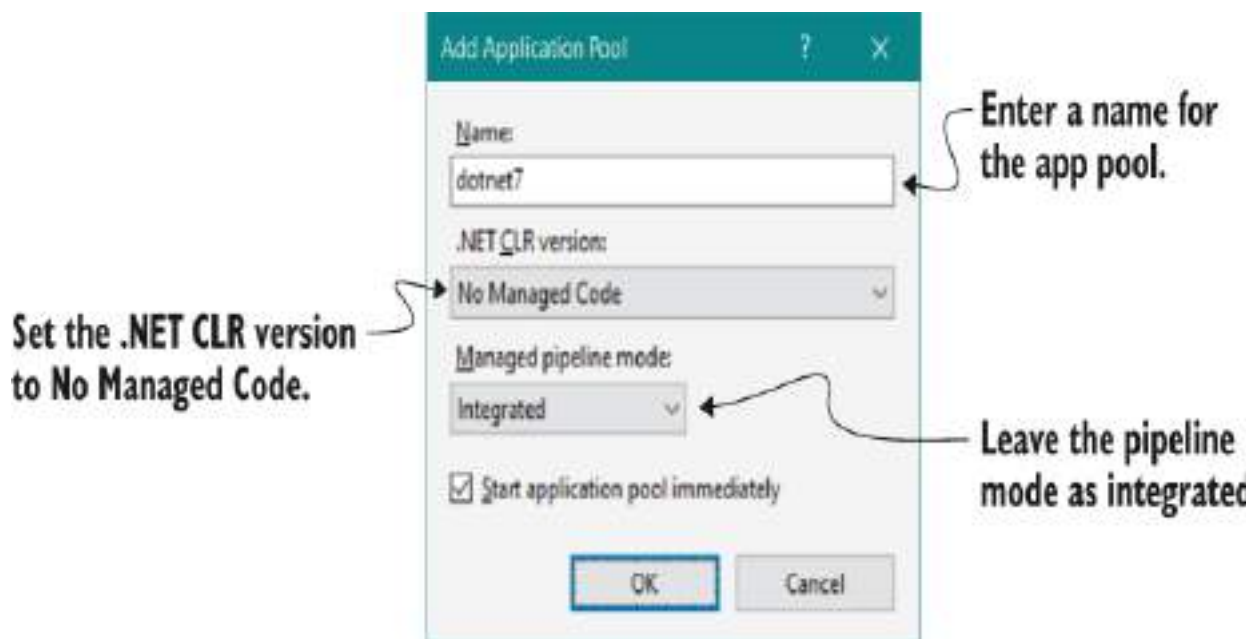 Add Application Pool ? X
Name:
dotnet7
.NET CLR version:
No Managed Code
Managed pipeline mode:
Integrated
Start application pool immediately
OK Cancel
Enter a name for
the app pool.
Set the .NET CLR version
to No Managed Code.
Leave the pipeline
mode as integrated